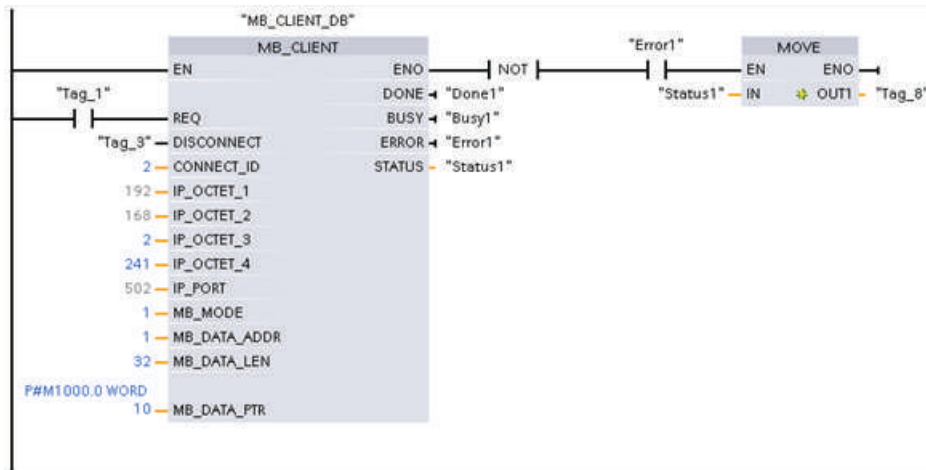 "MB_CLIENT_DB"
MB_CLIENT "Error1" MOVE
EN ENO NOT EN ENO
"Tag_1" DONE "Done1" "Status1" IN OUT1 "Tag_8"
REQ BUSY "Busy1"
"Tag_3" DISCONNECT ERROR "Error1"
2 CONNECT_ID STATUS "Status1"
192 IP_OCTET_1
168 IP_OCTET_2
2 IP_OCTET_3
241 IP_OCTET_4
502 IP_PORT
1 MB_MODE
1 MB_DATA_ADDR
32 MB_DATA_LEN
P#M1000.0 WORD
10 MB_DATA_PTR